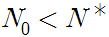 N₀ < N*